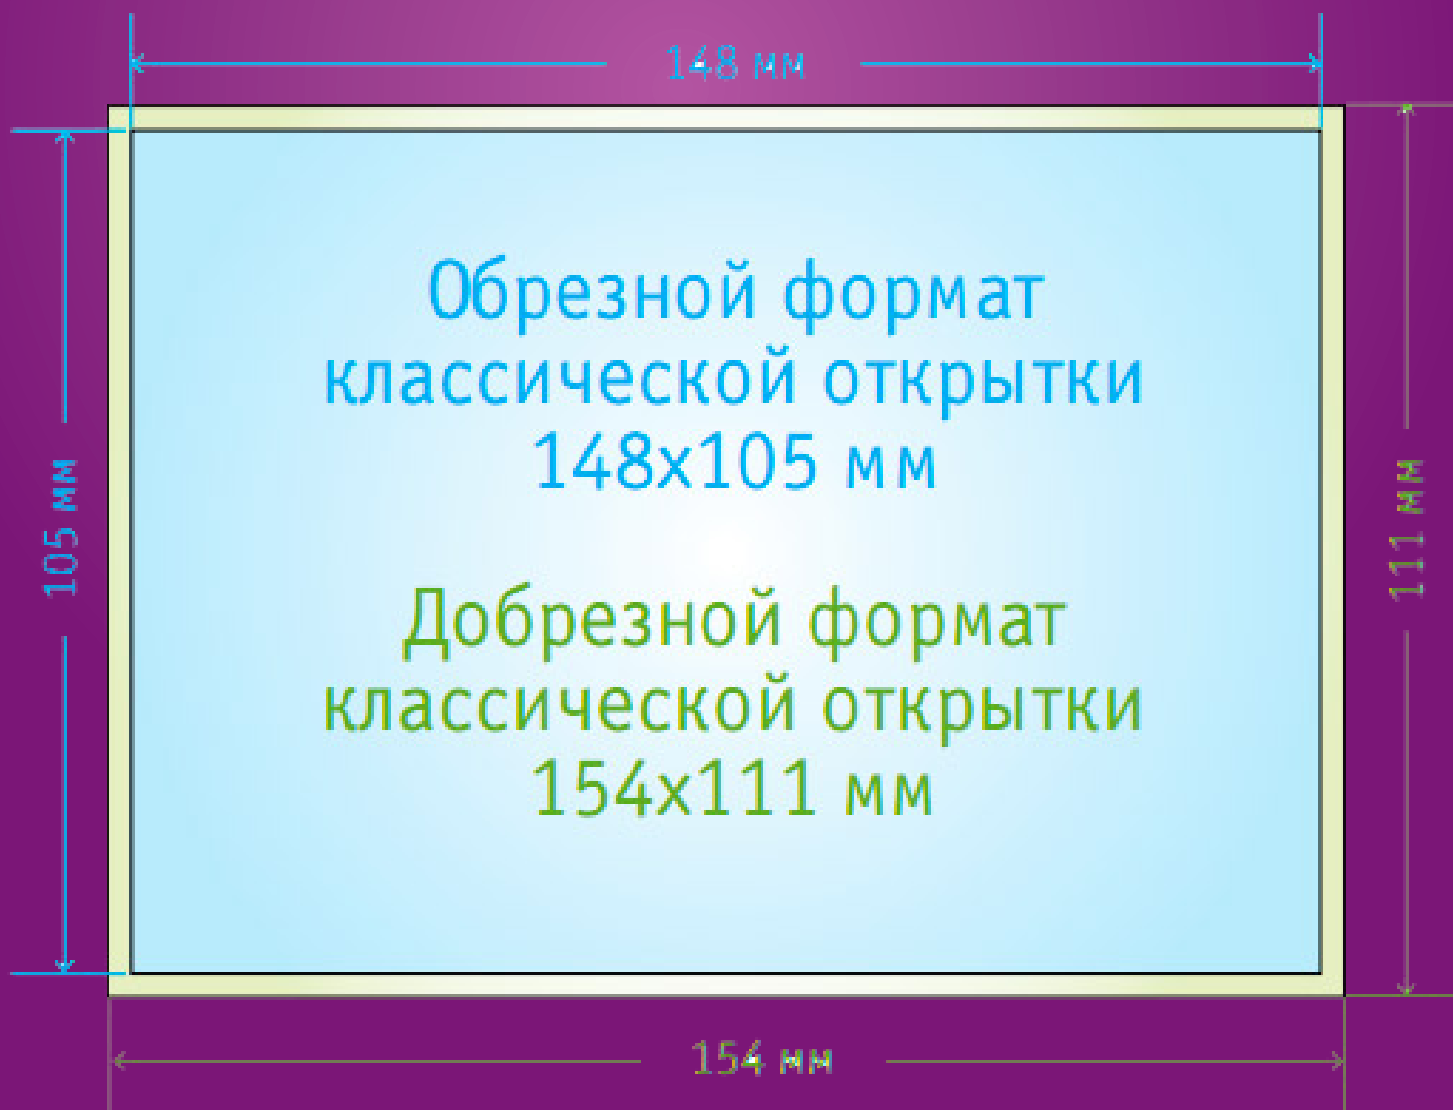 148 мм
Обрезной формат
классической открытки
148x105 мм
105 мм
111 мм
Добрезной формат
классической открытки
154x111 мм
154 мм